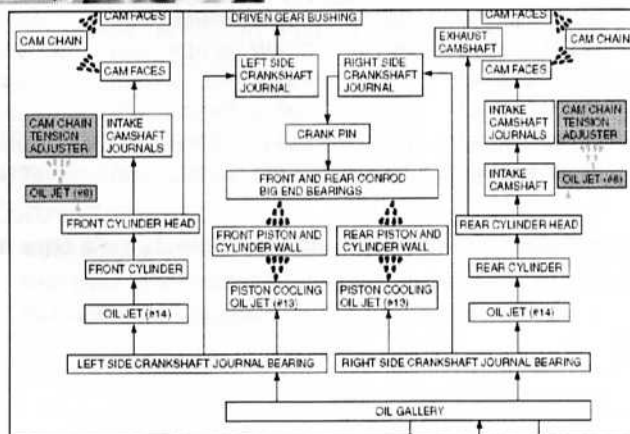 CAM FACES
DRIVEN GEAR BUSHING
EXHAUST
CAMSHAFT
CAM FACES
CAM CHAIN
CAM CHAIN
CAM FACES
LEFT SIDE
CRANKSHAFT
JOURNAL
RIGHT SIDE
CRANKSHAFT
JOURNAL
CAM FACES
CAM CHAIN
TENSION
ADJUSTER
INTAKE
CAMSHAFT
JOURNALS
CRANK PIN
INTAKE
CAMSHAFT
JOURNALS
CAM CHAIN
TENSION
ADJUSTER
OIL JET (#8)
FRONT AND REAR CONROD
BIG END BEARINGS
INTAKE
CAMSHAFT
OIL JET (#8)
FRONT CYLINDER HEAD
FRONT PISTON AND
CYLINDER WALL
REAR PISTON AND
CYLINDER WALL
REAR CYLINDER HEAD
FRONT CYLINDER
PISTON COOLING
OIL JET (#13)
PISTON COOLING
OIL JET (#13)
REAR CYLINDER
OIL JET (#14)
OIL JET (#14)
LEFT SIDE CRANKSHAFT JOURNAL BEARING
RIGHT SIDE CRANKSHAFT JOURNAL BEARING
OIL GALLERY